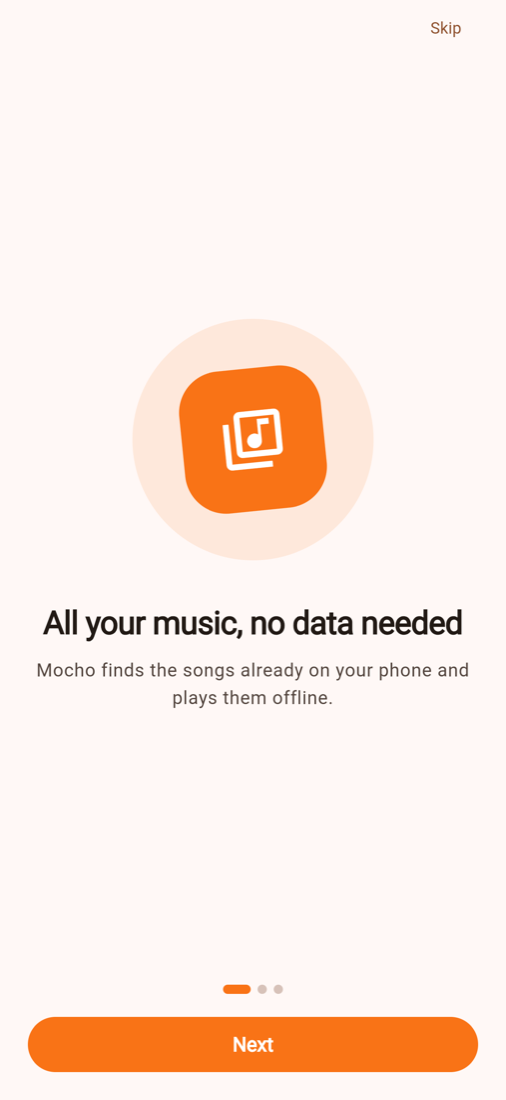 Skip
All your music, no data needed
Mocho finds the songs already on your phone and
plays them offline.
Next